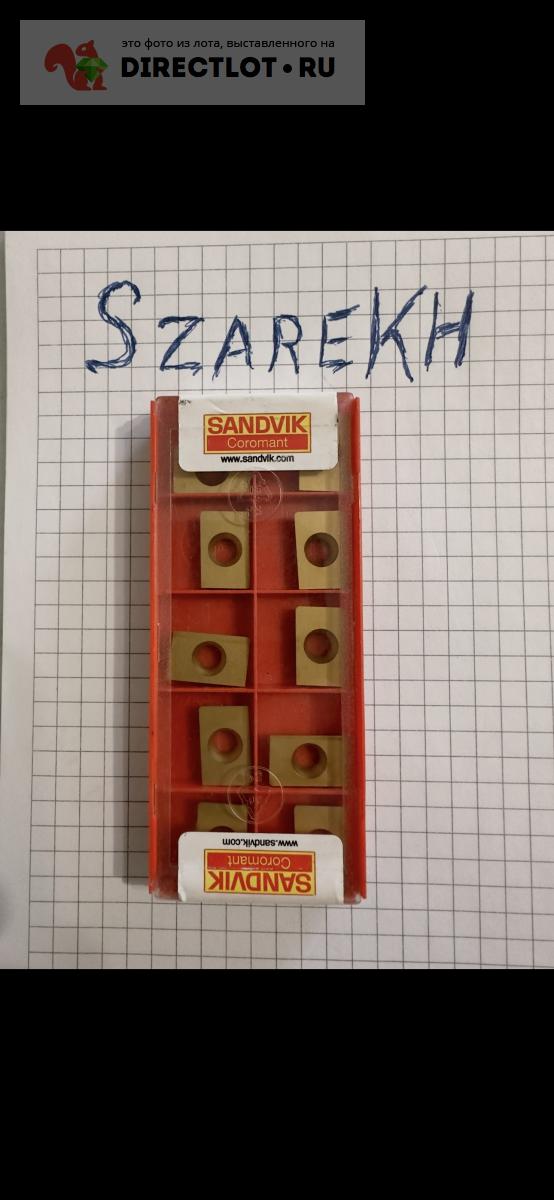 это фото из лота, выставленного на
DIRECTLOT•RU
SZAREKH
SANDVIK
Coromant
www.sandvik.com
www.sandvik.com
Coromant
SANDVIK